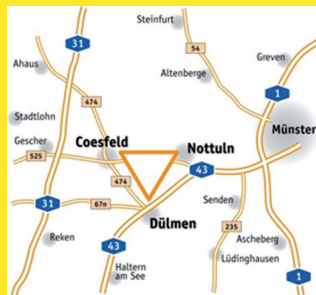 Steinfurt
31
54
Greven
Ahaus
Altenberge
1
474
Stadtlohn
Münster
Gescher
Coesfeld
Nottuln
525
43
474
31
67n
Senden
Dülmen
235
Reken
43
Ascheberg
Lüdinghausen
Haltern
am See
1